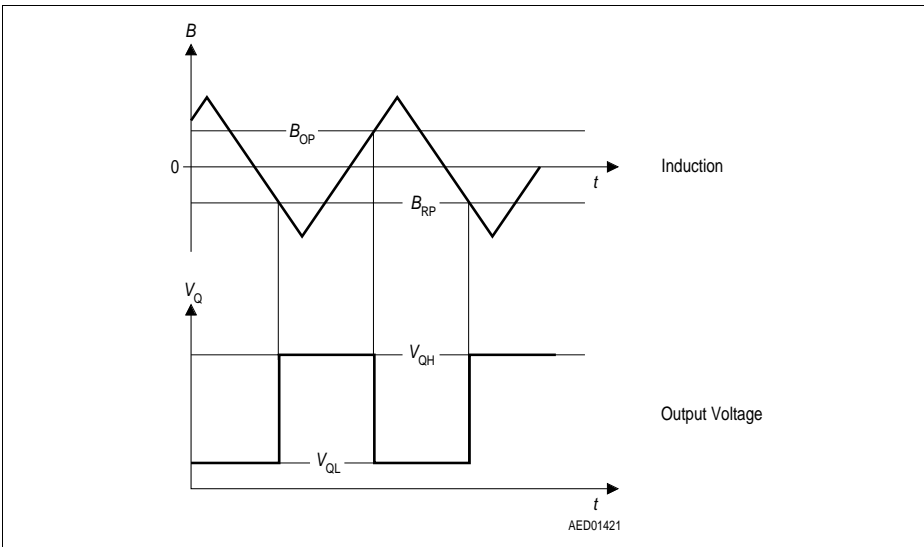 B
B_OP
0
t
Induction
B_RP
V_Q
V_QH
Output Voltage
V_QL
t
AED01421